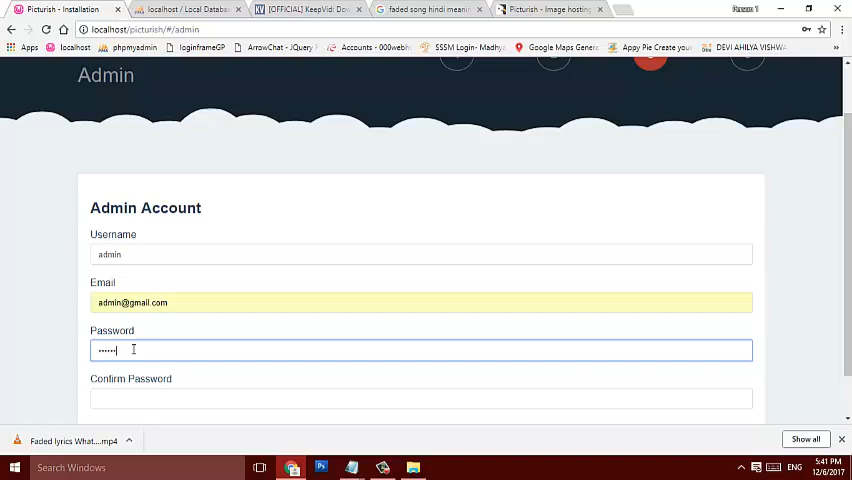 Picturish - Installation
localhost / Local Databa
[OFFICIAL] KeepVid: Dow
faded song hindi meanin
Picturish - Image hosting
Person 1
localhost/picturish/#/admin
Apps
localhost
phpmyadmin
loginframeGP
ArrowChat - JQuery F
Accounts - 000webh
SSSM Login- Madhya
Google Maps Genera
Appy Pie Create your
DEVI AHILYA VISHWA
Admin
Admin Account
Username
admin
Email
admin@gmail.com
Password
••••••
Confirm Password
Faded lyrics What....mp4
Show all
Search Windows
ENG
5:41 PM
12/6/2017